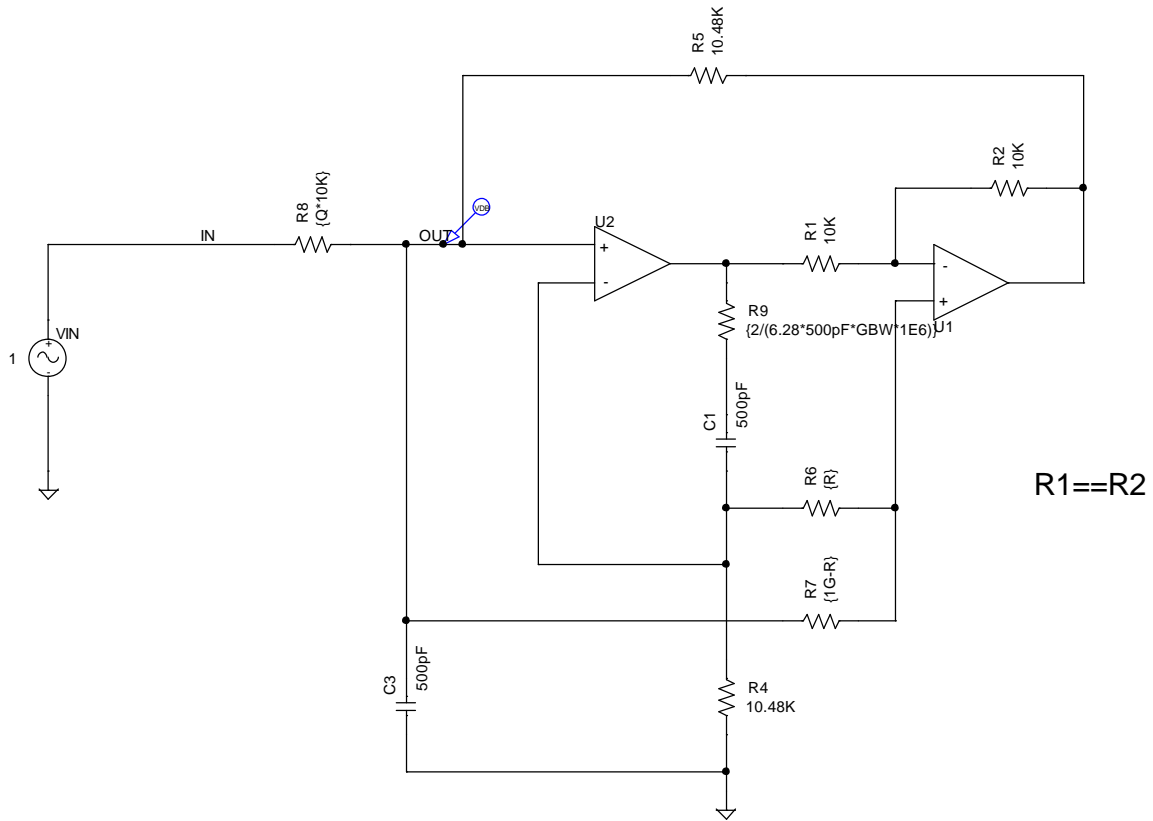 R5
10.48K
R2
10K
R8
{Q*10K}
IN
OUT
VDB
U2
+
-
R1
10K
-
+
U1
VIN
+
-
1
R9
{2/(6.28*500pF*GBW*1E6)}
C1
500pF
R6
{R}
R1==R2
R7
{1G-R}
C3
500pF
R4
10.48K